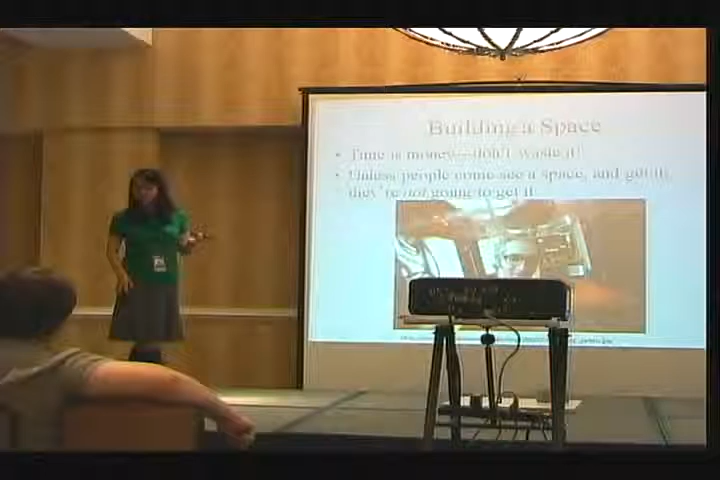 Building a Space
• Time is money—don't waste it!
• Unless people come see a space, and get it,
they're not going to get it